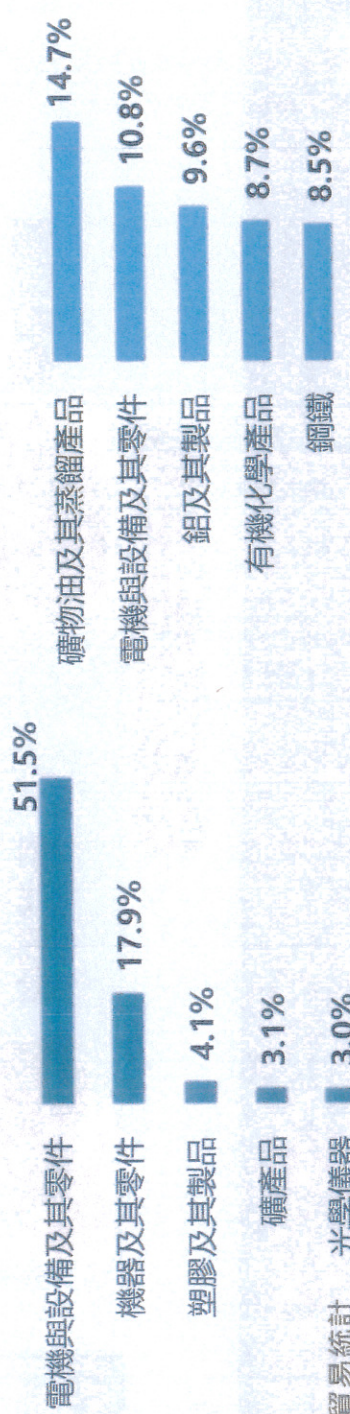 電機與設備及其零件 51.5%
機器及其零件 17.9%
塑膠及其製品 4.1%
礦產品 3.1%
光學儀器 3.0%
貿易統計
礦物油及其蒸餾產品 14.7%
電機與設備及其零件 10.8%
鋁及其製品 9.6%
有機化學產品 8.7%
鋼鐵 8.5%